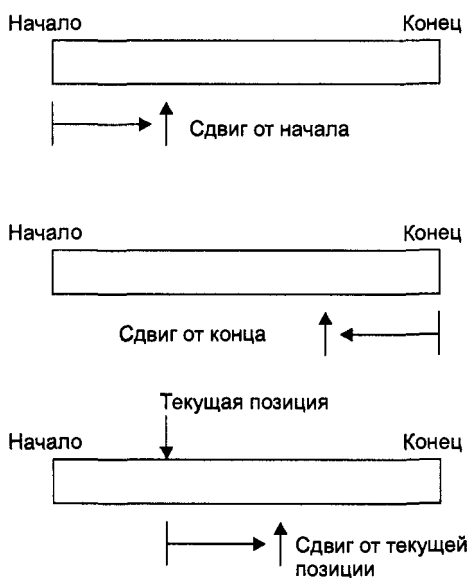 Начало Конец
Сдвиг от начала
Начало Конец
Сдвиг от конца
Текущая позиция
Начало Конец
Сдвиг от текущей
позиции